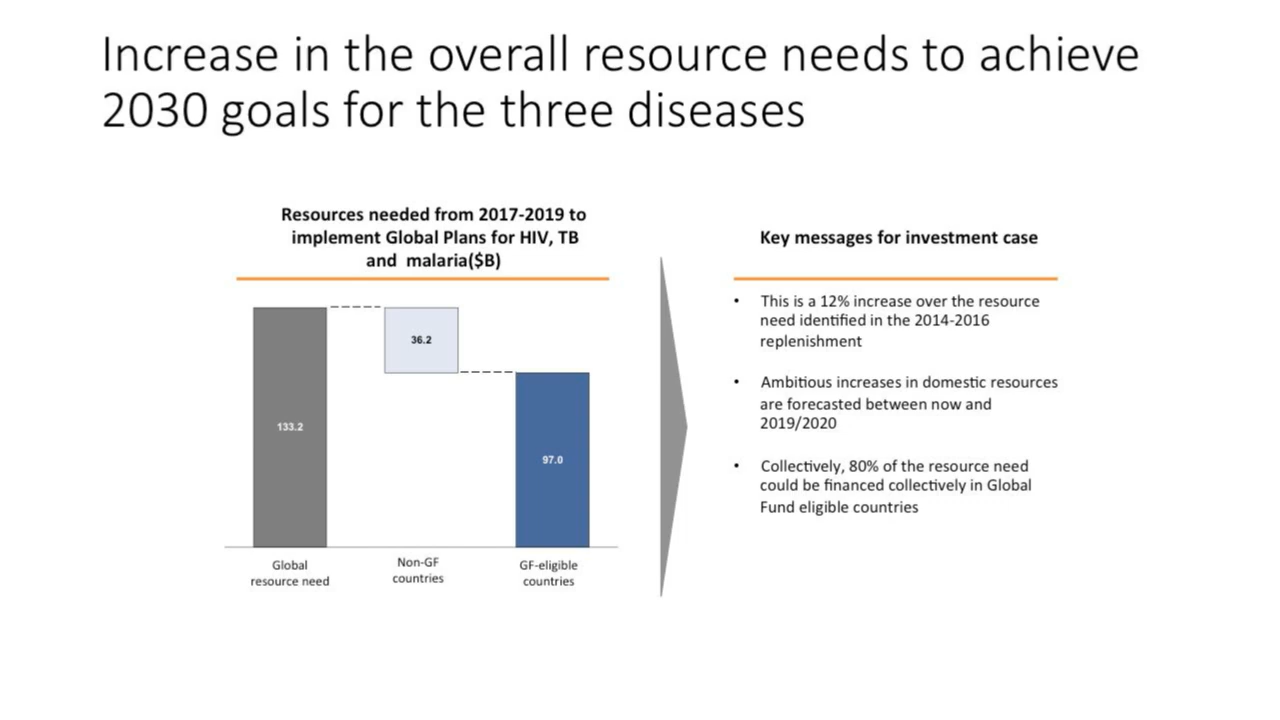 Increase in the overall resource needs to achieve
2030 goals for the three diseases
Resources needed from 2017-2019 to
implement Global Plans for HIV, TB
and malaria($B)
133.2
36.2
97.0
Global
resource need
Non-GF
countries
GF-eligible
countries
Key messages for investment case
• This is a 12% increase over the resource
need identified in the 2014-2016
replenishment
• Ambitious increases in domestic resources
are forecasted between now and
2019/2020
• Collectively, 80% of the resource need
could be financed collectively in Global
Fund eligible countries